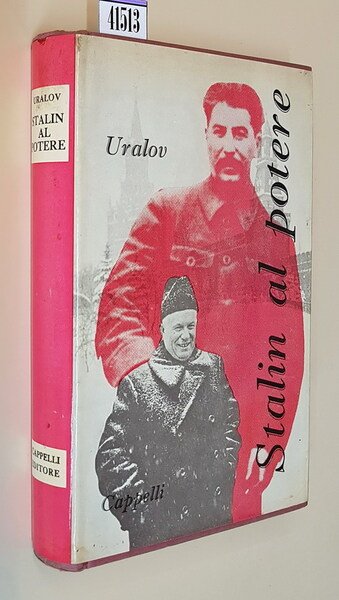 41513
URALOV
STALIN
AL
POTERE
CAPPELLI
EDITORE
Uralov
Stalin al potere
Cappelli